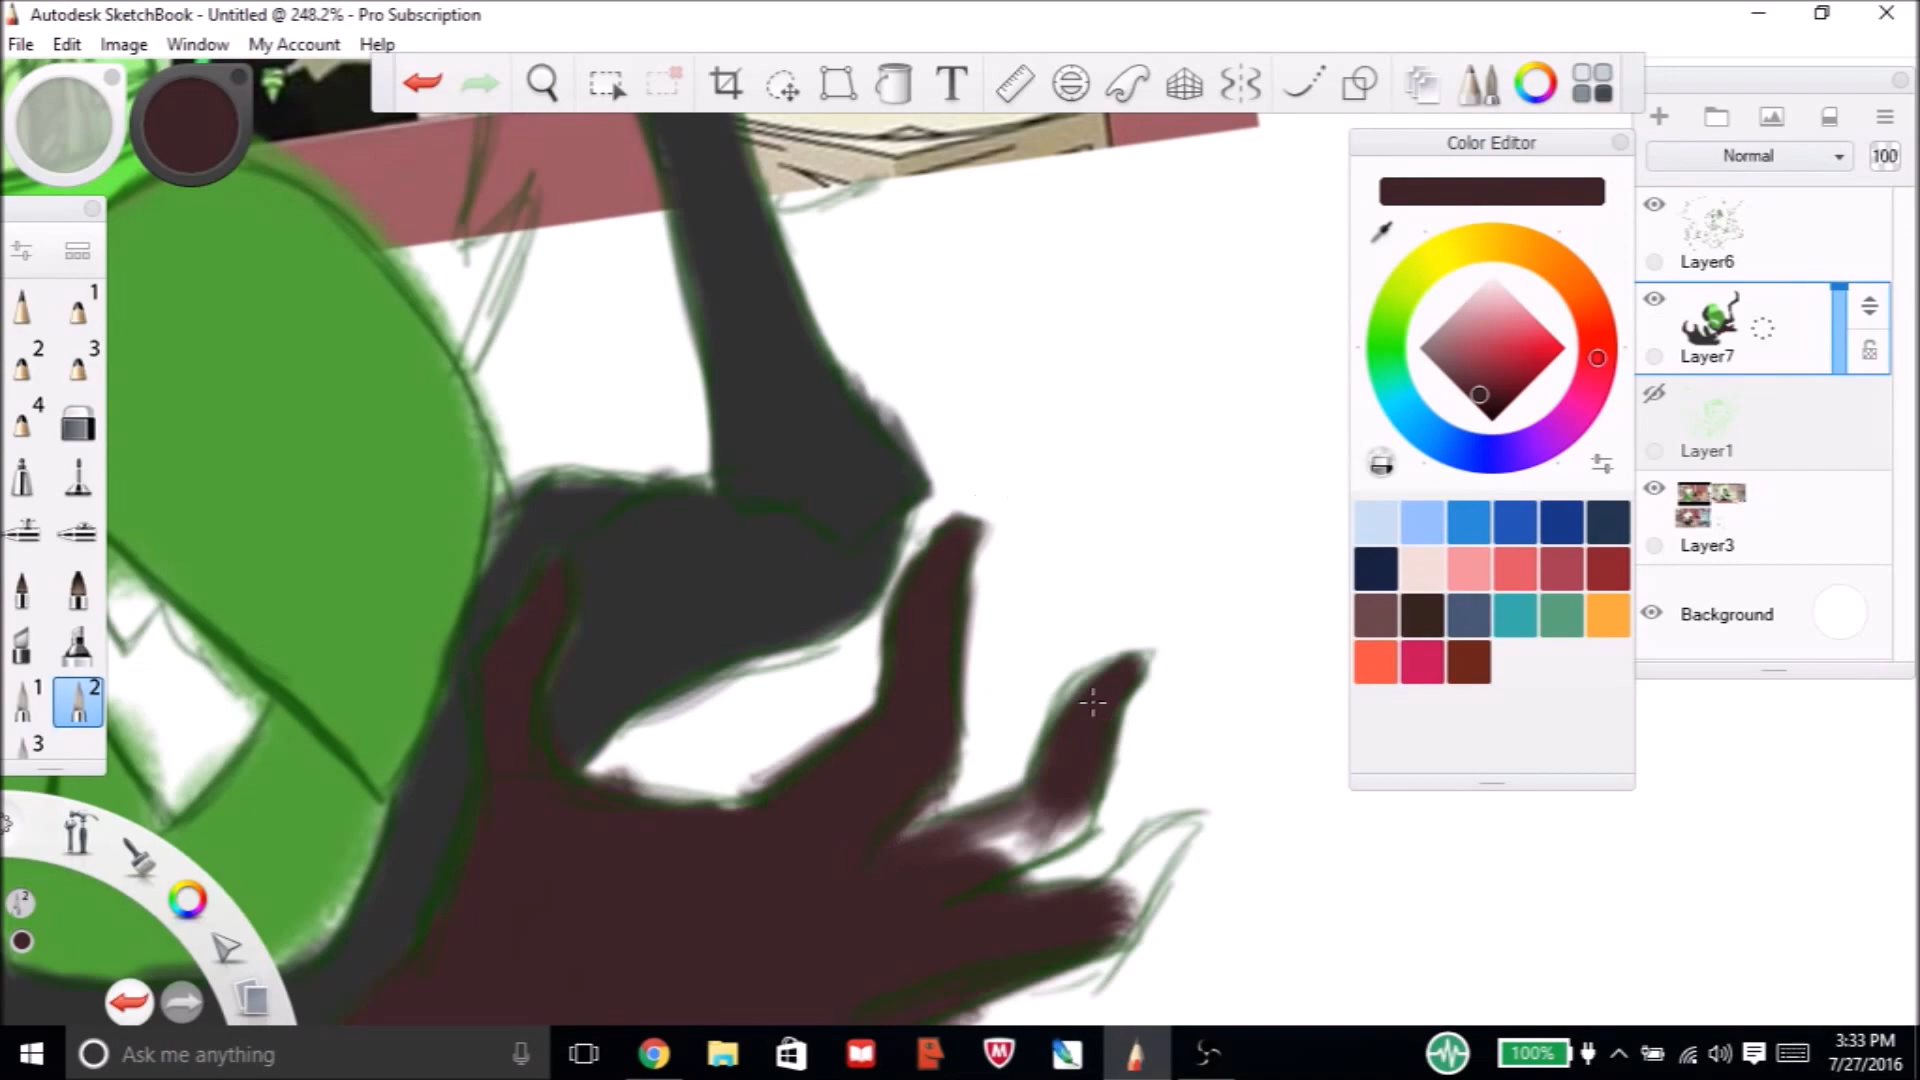 Autodesk SketchBook - Untitled @ 248.2% - Pro Subscription
File Edit Image Window My Account Help
T
Color Editor
Normal 100
Layer6
Layer7
Layer1
Layer3
Background
1
2 3
4
1 2
3
2
Ask me anything
100%
3:33 PM
7/27/2016